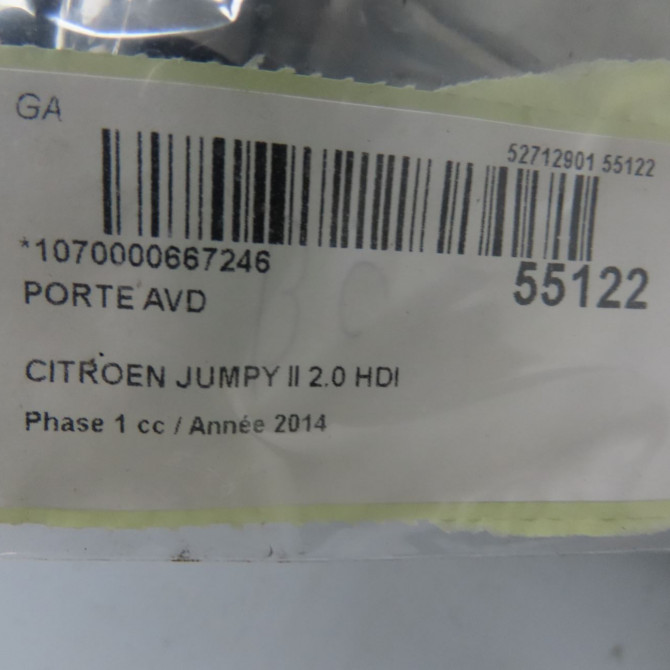 GA
52712901 55122
*1070000667246
55122
PORTE AVD
CITROEN JUMPY II 2.0 HDI
Phase 1 cc / Année 2014